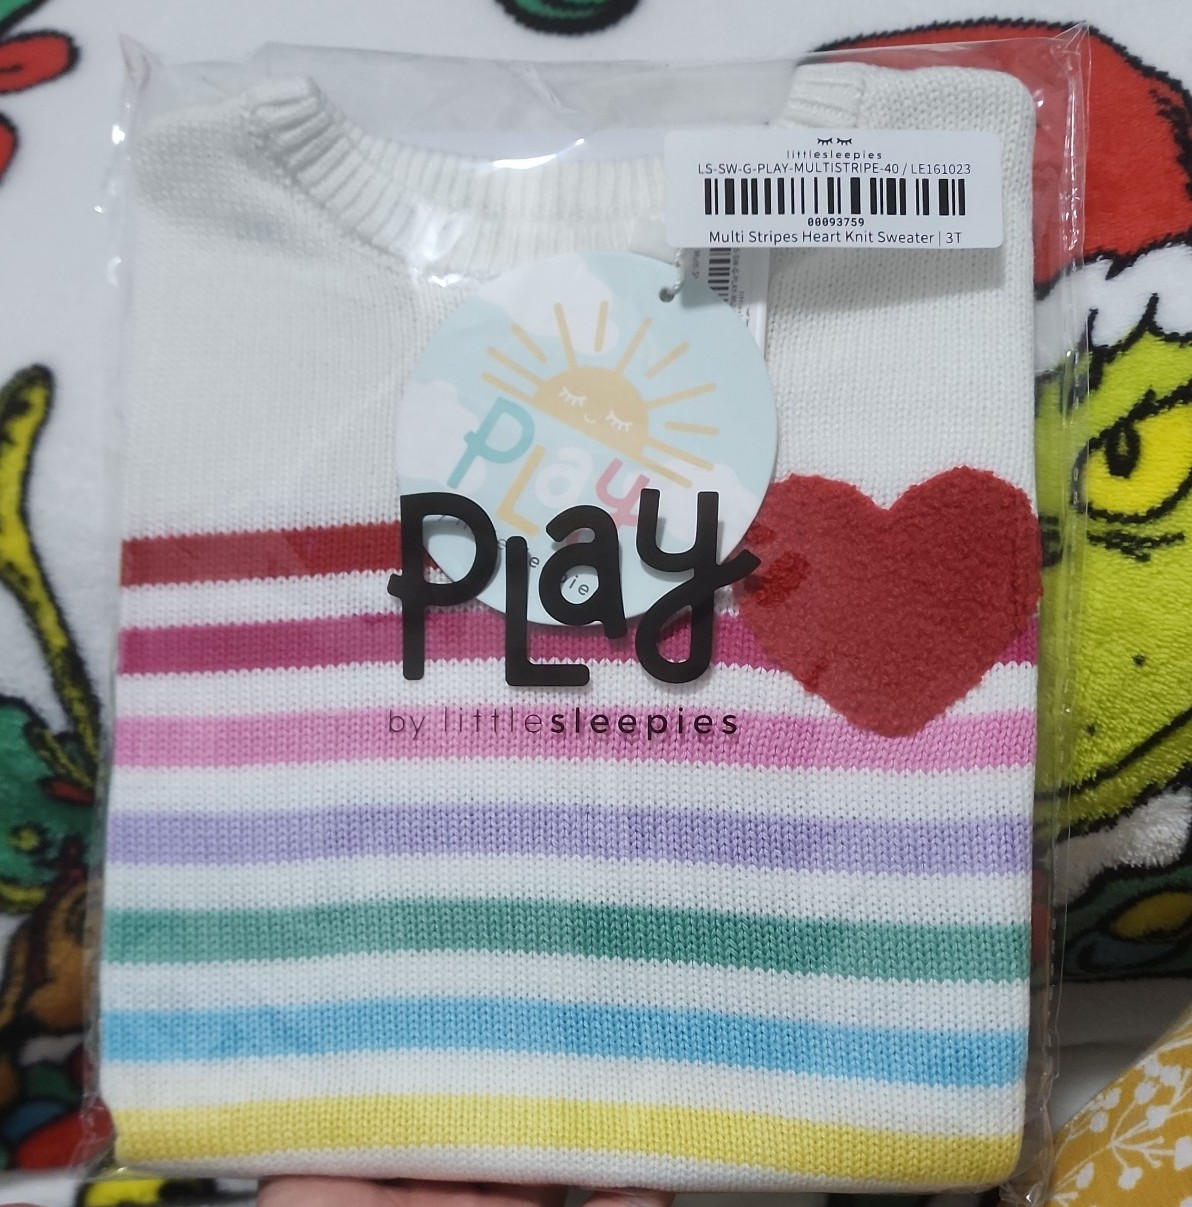 littlesleepies
LS-SW-G-PLAY-MULTISTRIPE-40 / LE161023
00093759
Multi Stripes Heart Knit Sweater | 3T
PLay
PLay
by littlesleepies